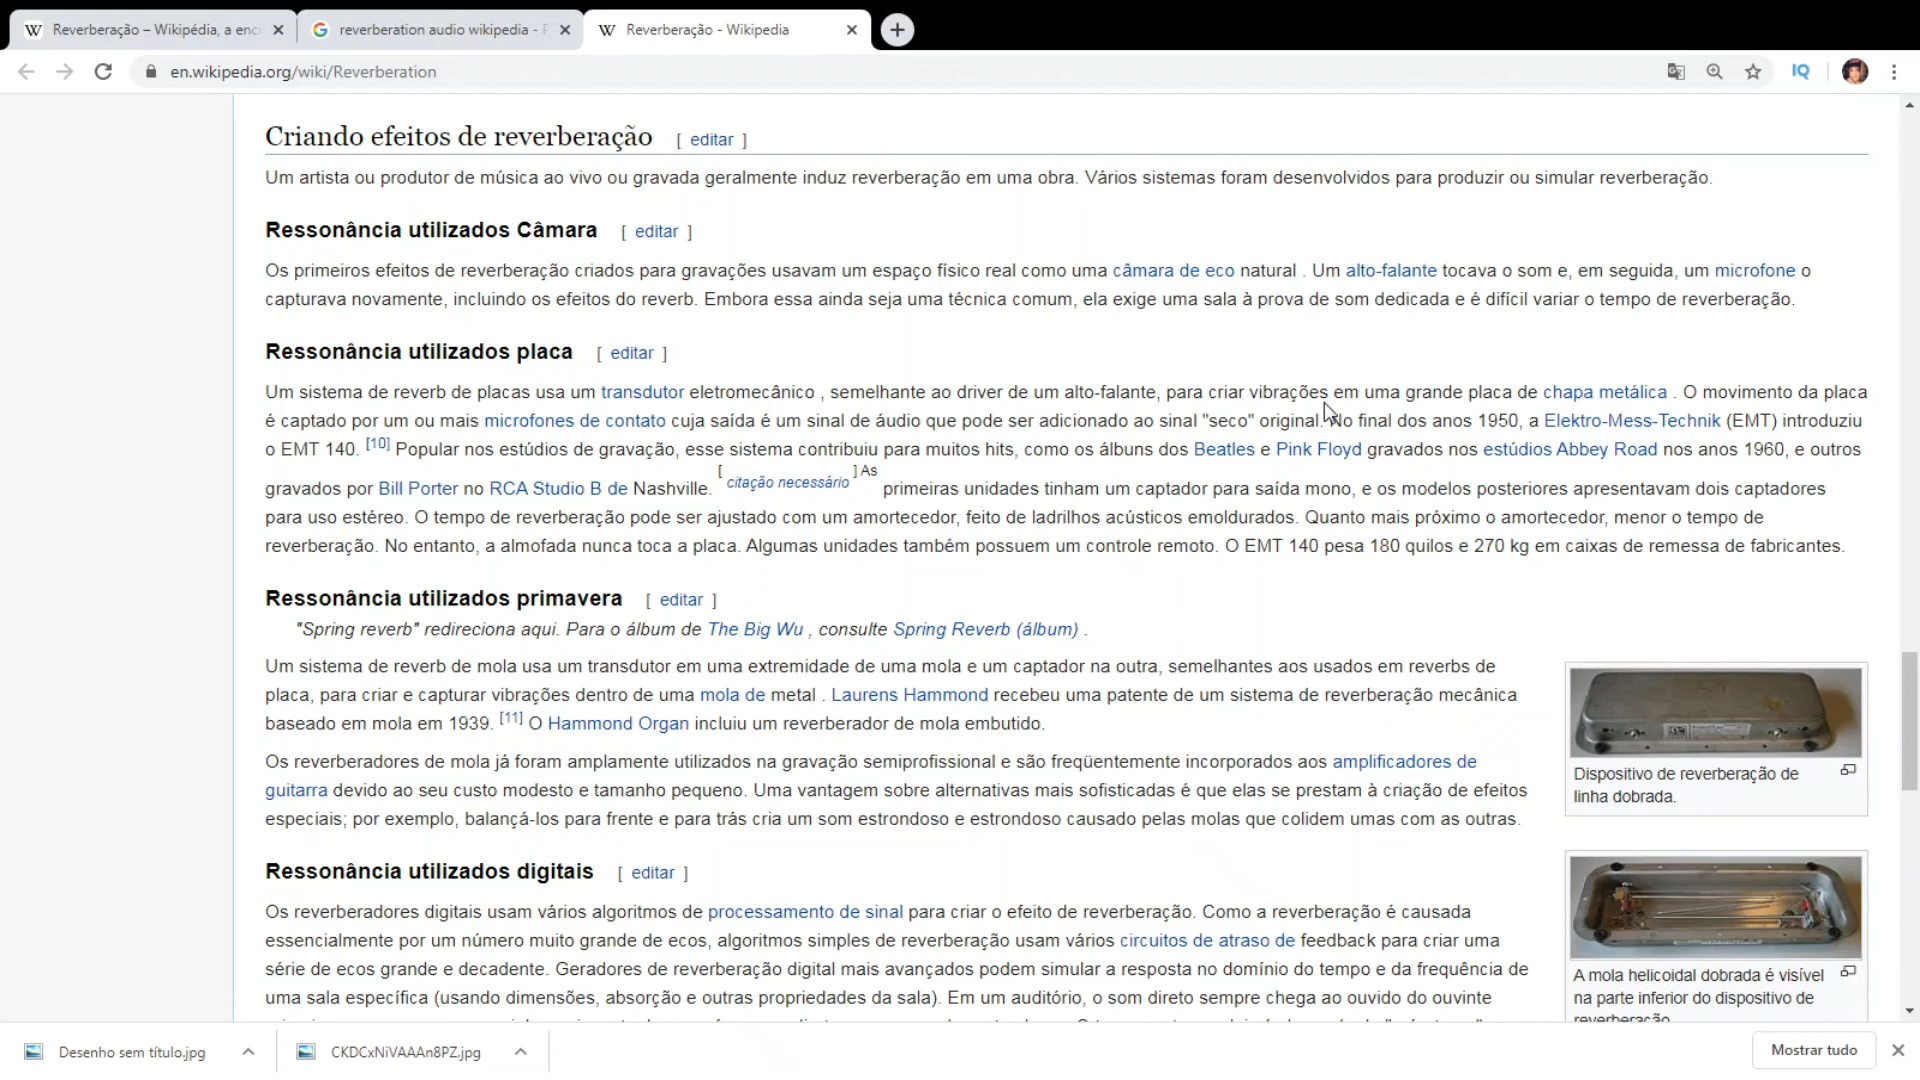 Reverberação – Wikipédia, a enc
reverberation audio wikipedia -
Reverberação - Wikipedia
en.wikipedia.org/wiki/Reverberation
IQ
Criando efeitos de reverberação [ editar ]
Um artista ou produtor de música ao vivo ou gravada geralmente induz reverberação em uma obra. Vários sistemas foram desenvolvidos para produzir ou simular reverberação.
Ressonância utilizados Câmara [ editar ]
Os primeiros efeitos de reverberação criados para gravações usavam um espaço físico real como uma câmara de eco natural . Um alto-falante tocava o som e, em seguida, um microfone o
capturava novamente, incluindo os efeitos do reverb. Embora essa ainda seja uma técnica comum, ela exige uma sala à prova de som dedicada e é difícil variar o tempo de reverberação.
Ressonância utilizados placa [ editar ]
Um sistema de reverb de placas usa um transdutor eletromecânico , semelhante ao driver de um alto-falante, para criar vibrações em uma grande placa de chapa metálica . O movimento da placa
é captado por um ou mais microfones de contato cuja saída é um sinal de áudio que pode ser adicionado ao sinal "seco" original. No final dos anos 1950, a Elektro-Mess-Technik (EMT) introduziu
o EMT 140. [10] Popular nos estúdios de gravação, esse sistema contribuiu para muitos hits, como os álbuns dos Beatles e Pink Floyd gravados nos estúdios Abbey Road nos anos 1960, e outros
gravados por Bill Porter no RCA Studio B de Nashville. [ citação necessário ] As primeiras unidades tinham um captador para saída mono, e os modelos posteriores apresentavam dois captadores
para uso estéreo. O tempo de reverberação pode ser ajustado com um amortecedor, feito de ladrilhos acústicos emoldurados. Quanto mais próximo o amortecedor, menor o tempo de
reverberação. No entanto, a almofada nunca toca a placa. Algumas unidades também possuem um controle remoto. O EMT 140 pesa 180 quilos e 270 kg em caixas de remessa de fabricantes.
Ressonância utilizados primavera [ editar ]
"Spring reverb" redireciona aqui. Para o álbum de The Big Wu , consulte Spring Reverb (álbum) .
Um sistema de reverb de mola usa um transdutor em uma extremidade de uma mola e um captador na outra, semelhantes aos usados em reverbs de
placa, para criar e capturar vibrações dentro de uma mola de metal . Laurens Hammond recebeu uma patente de um sistema de reverberação mecânica
baseado em mola em 1939. [11] O Hammond Organ incluiu um reverberador de mola embutido.
Os reverberadores de mola já foram amplamente utilizados na gravação semiprofissional e são freqüentemente incorporados aos amplificadores de
guitarra devido ao seu custo modesto e tamanho pequeno. Uma vantagem sobre alternativas mais sofisticadas é que elas se prestam à criação de efeitos
especiais; por exemplo, balançá-los para frente e para trás cria um som estrondoso e estrondoso causado pelas molas que colidem umas com as outras.
Dispositivo de reverberação de
linha dobrada.
Ressonância utilizados digitais [ editar ]
Os reverberadores digitais usam vários algoritmos de processamento de sinal para criar o efeito de reverberação. Como a reverberação é causada
essencialmente por um número muito grande de ecos, algoritmos simples de reverberação usam vários circuitos de atraso de feedback para criar uma
série de ecos grande e decadente. Geradores de reverberação digital mais avançados podem simular a resposta no domínio do tempo e da frequência de
uma sala específica (usando dimensões, absorção e outras propriedades da sala). Em um auditório, o som direto sempre chega ao ouvido do ouvinte
A mola helicoidal dobrada é visível
na parte inferior do dispositivo de
reverberação
Desenho sem título.jpg
CKDCxNiVAAAn8PZ.jpg
Mostrar tudo